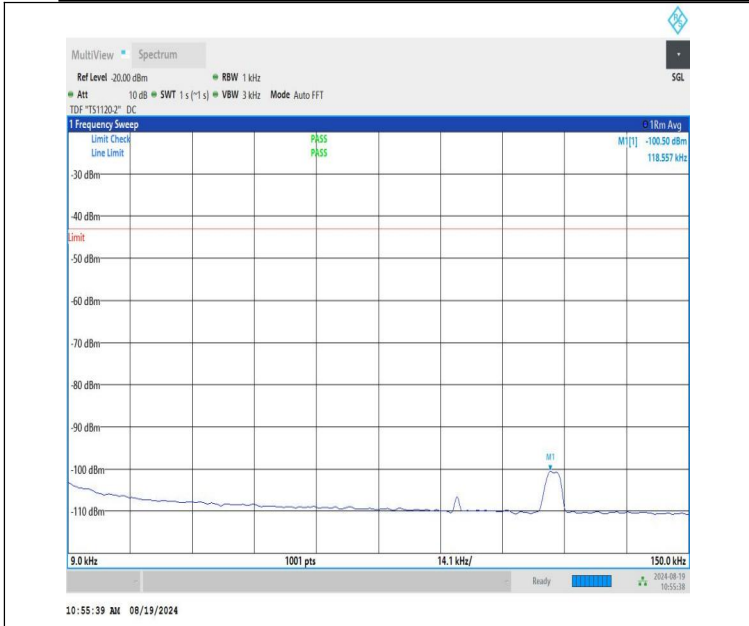 MultiView Spectrum
Ref Level -20.00 dBm RBW 1 kHz SGL
Att 10 dB SWT 1 s (~1 s) VBW 3 kHz Mode Auto FFT
TDF "TS1120-2" DC
1 Frequency Sweep 1Rm Avg
Limit Check PASS M1[1] -100.50 dBm
Line Limit PASS 118.557 kHz
-30 dBm
-40 dBm
Limit
-50 dBm
-60 dBm
-70 dBm
-80 dBm
-90 dBm
M1
-100 dBm
-110 dBm
9.0 kHz 1001 pts 14.1 kHz/ 150.0 kHz
Ready 2024-08-19
10:55:38
10:55:39 AM 08/19/2024